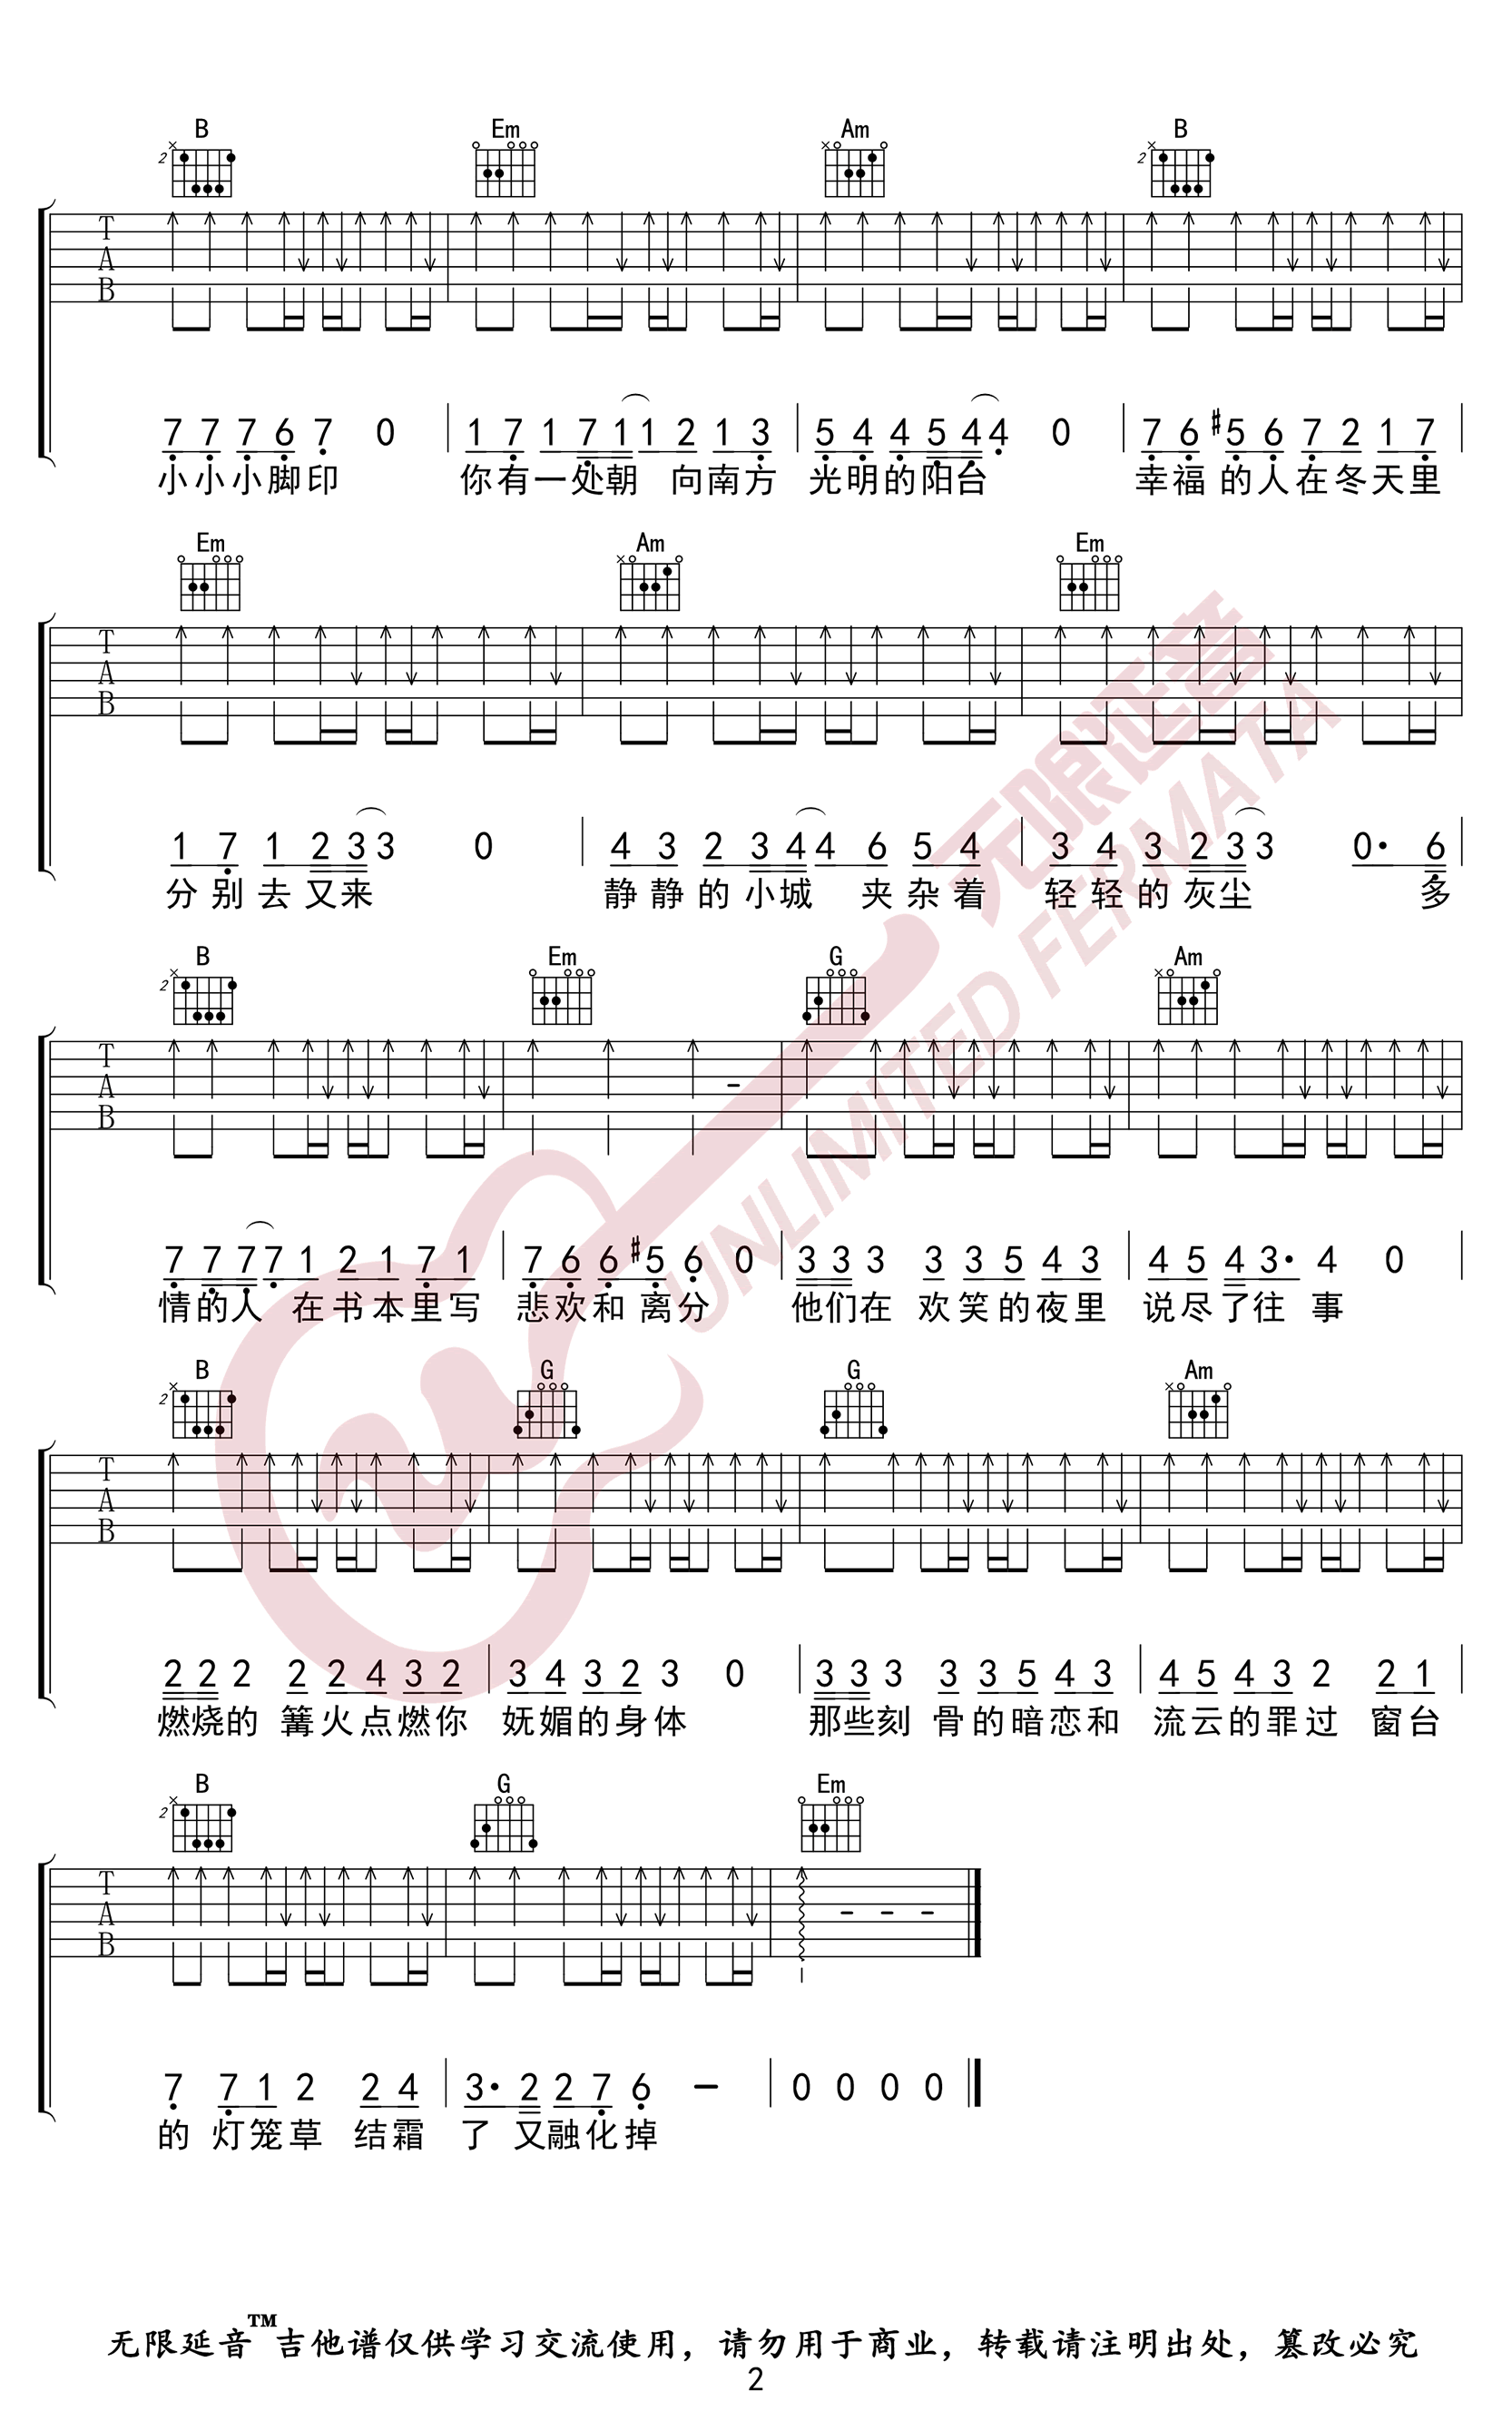 B Em Am B
2 2
T
A
B
7 7 7 6 7 0 1 7 1 7 1 1 2 1 3 5 4 4 5 4 4 0 7 6 #5 6 7 2 1 7
小小小脚印 你有一处朝 向南方 光明的阳台 幸福 的人在冬天里
Em Am Em
T
A
B
1 7 1 2 3 3 0 4 3 2 3 4 4 6 5 4 3 4 3 2 3 3 0· 6
分别去又来 静静的小城 夹杂着 轻轻的灰尘 多
B Em G Am
2
T
A
B
7 7 7 7 1 2 1 7 1 7 6 6 #5 6 0 3 3 3 3 3 5 4 3 4 5 4 3· 4 0
情的人 在书本里写 悲欢和 离分 他们在 欢笑的夜里 说尽了往 事
B G G Am
2
T
A
B
2 2 2 2 2 4 3 2 3 4 3 2 3 0 3 3 3 3 3 5 4 3 4 5 4 3 2 2 1
燃烧的 篝火点燃你 妩媚的身体 那些刻 骨的暗恋和 流云的罪过 窗台
B G Em
2
T
A
B
7 7 1 2 2 4 3· 2 2 7 6 - 0 0 0 0
的 灯笼草 结霜 了 又融化掉
无限延音
UNLIMITED FERMATA
无限延音™吉他谱仅供学习交流使用，请勿用于商业，转载请注明出处，篡改必究
2